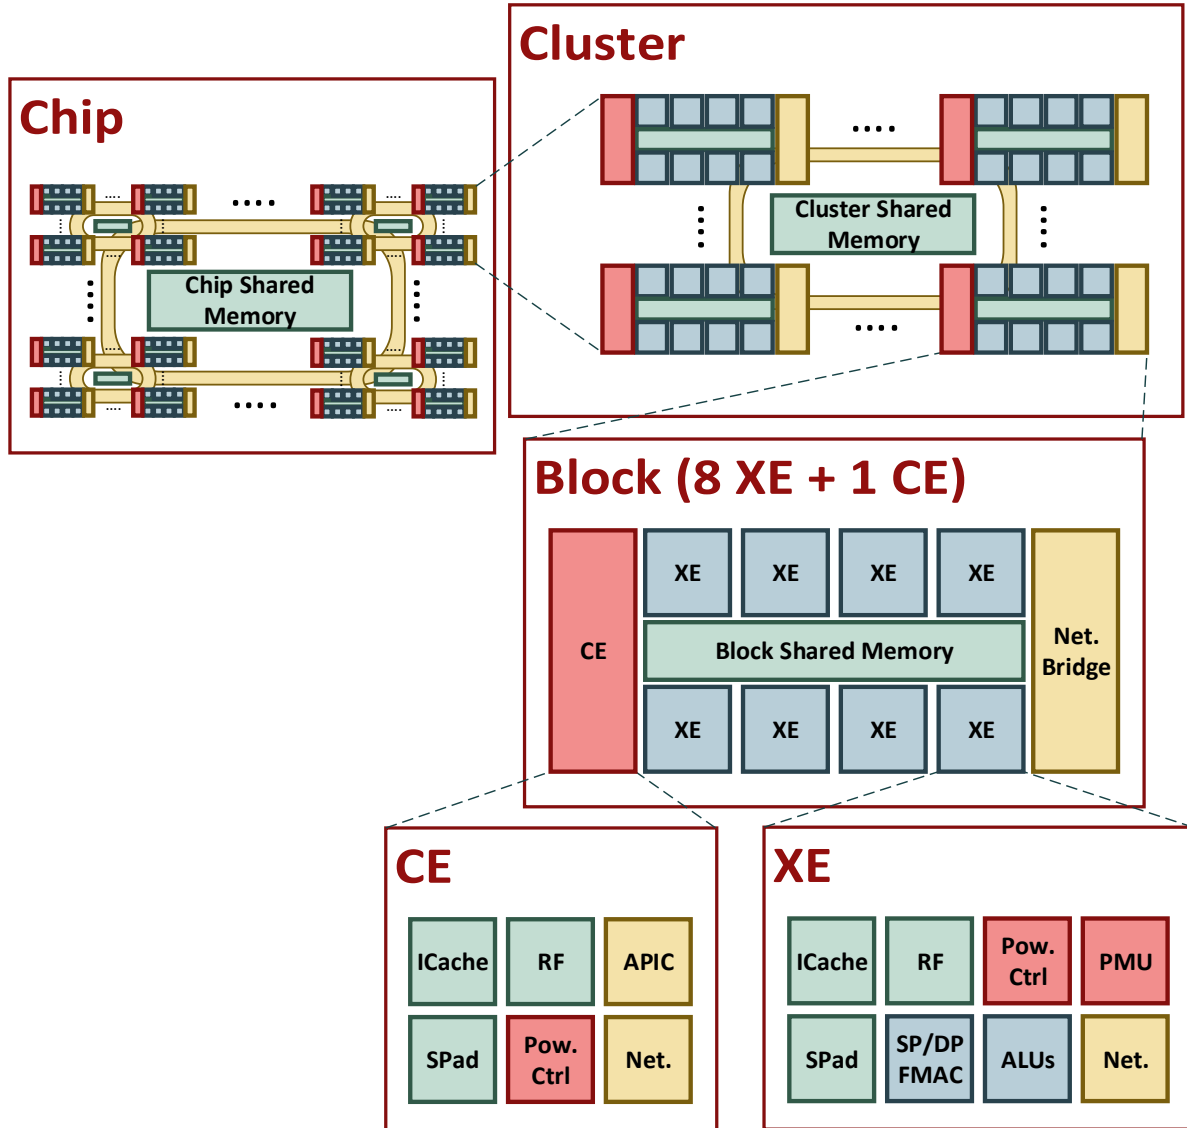 Cluster
Chip
Cluster Shared
Memory
Chip Shared
Memory
Block (8 XE + 1 CE)
XE XE XE XE
CE
Block Shared Memory
Net.
Bridge
XE XE XE XE
CE
ICache RF APIC
SPad Pow.
Ctrl Net.
XE
ICache RF Pow.
Ctrl PMU
SPad SP/DP
FMAC ALUs Net.